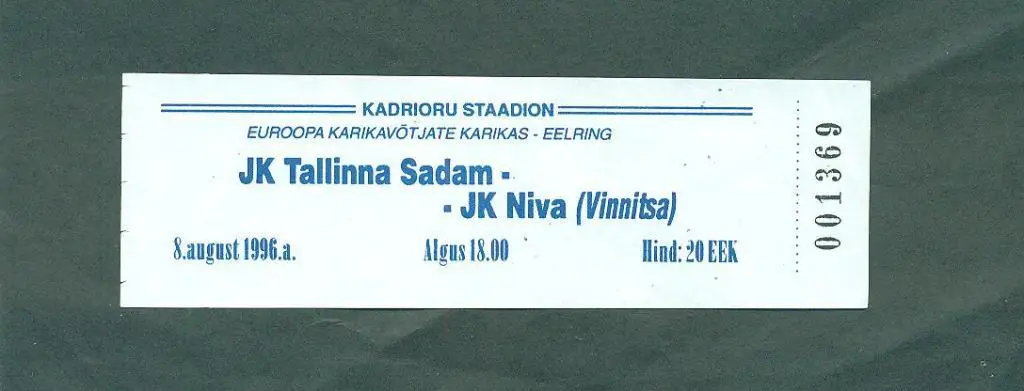 KADRIORU STAADION
EUROOPA KARIKAVÕTJATE KARIKAS - EELRING
JK Tallinna Sadam -
- JK Niva (Vinnitsa)
8.august 1996.a. Algus 18.00 Hind: 20 EEK
001369